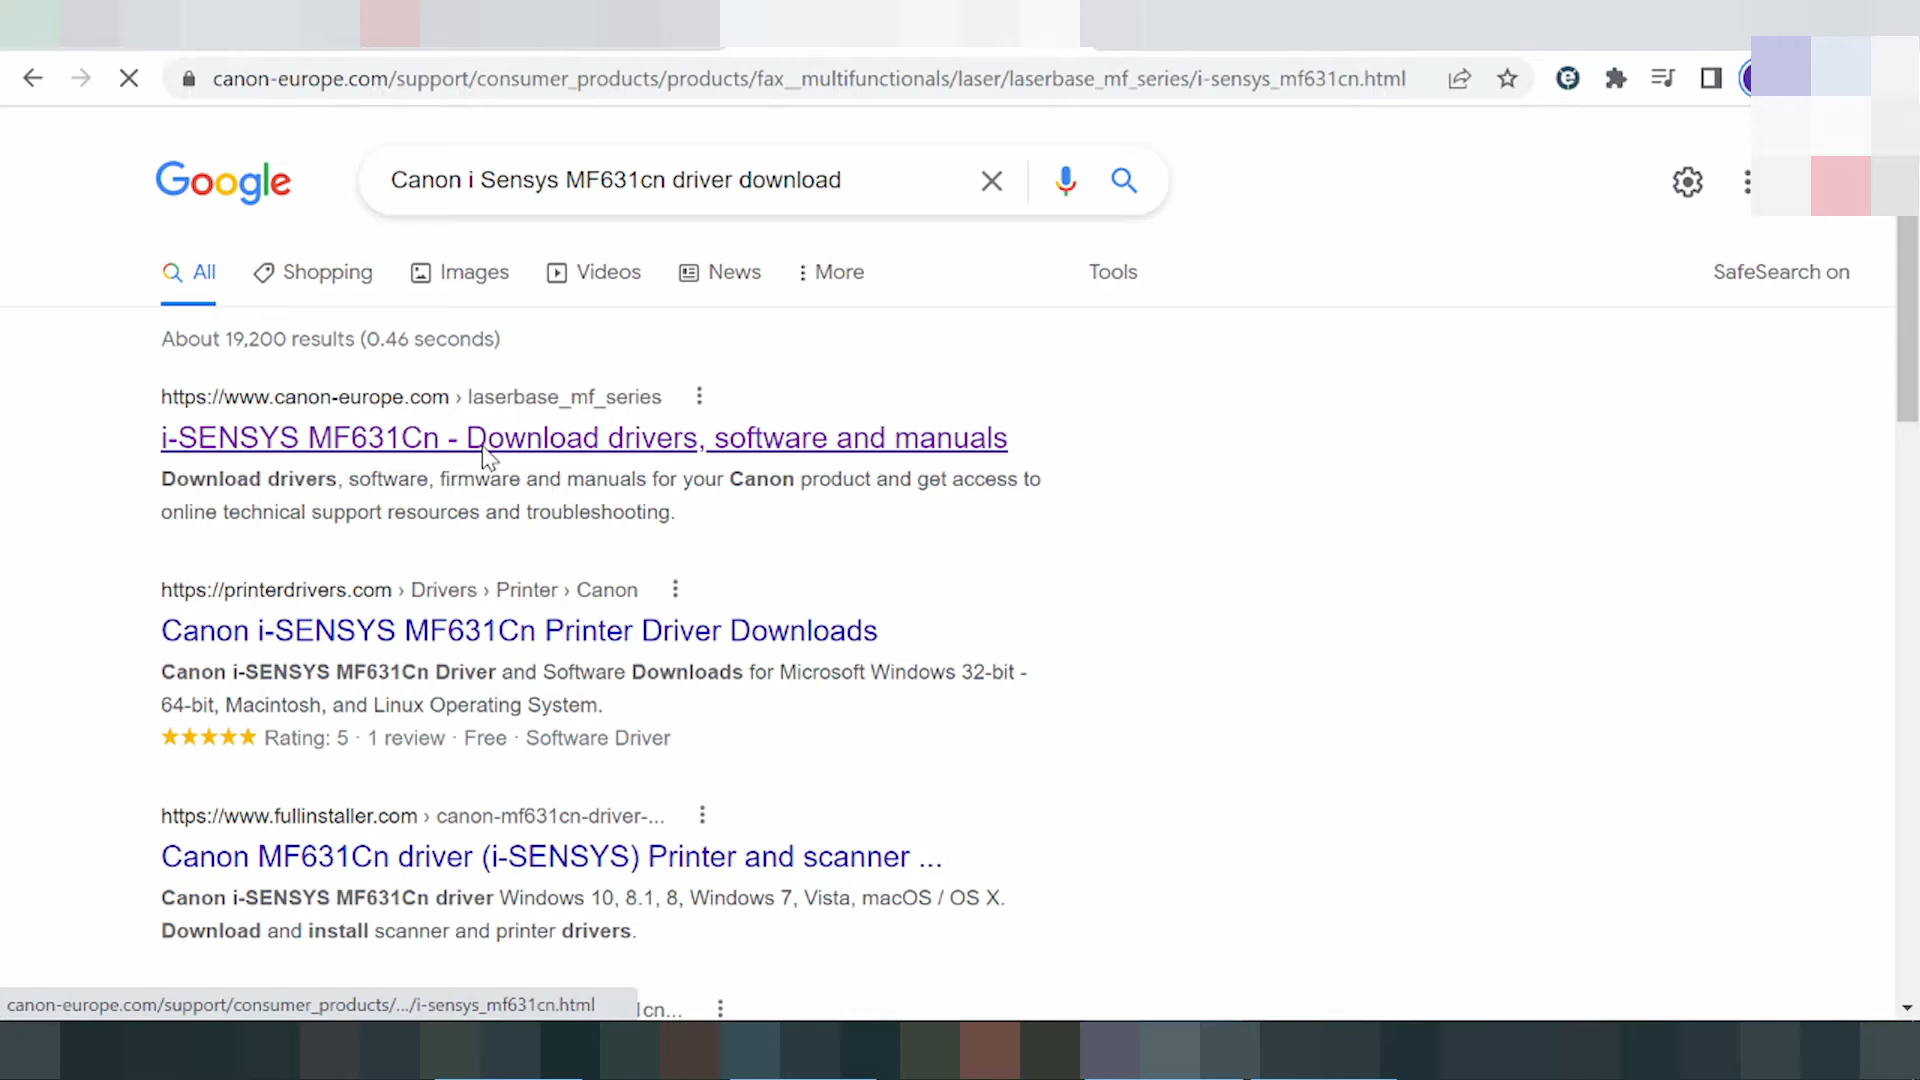 canon-europe.com/support/consumer_products/products/fax__multifunctionals/laser/laserbase_mf_series/i-sensys_mf631cn.html
Google
Canon i Sensys MF631cn driver download
All
Shopping
Images
Videos
News
More
Tools
SafeSearch on
About 19,200 results (0.46 seconds)
https://www.canon-europe.com › laserbase_mf_series
i-SENSYS MF631Cn - Download drivers, software and manuals
Download drivers, software, firmware and manuals for your Canon product and get access to
online technical support resources and troubleshooting.
https://printerdrivers.com › Drivers › Printer › Canon
Canon i-SENSYS MF631Cn Printer Driver Downloads
Canon i-SENSYS MF631Cn Driver and Software Downloads for Microsoft Windows 32-bit -
64-bit, Macintosh, and Linux Operating System.
Rating: 5 · 1 review · Free · Software Driver
https://www.fullinstaller.com › canon-mf631cn-driver-...
Canon MF631Cn driver (i-SENSYS) Printer and scanner ...
Canon i-SENSYS MF631Cn driver Windows 10, 8.1, 8, Windows 7, Vista, macOS / OS X.
Download and install scanner and printer drivers.
canon-europe.com/support/consumer_products/.../i-sensys_mf631cn.html